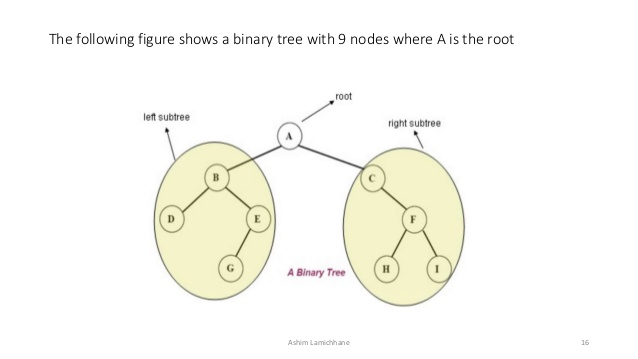 The following figure shows a binary tree with 9 nodes where A is the root
root
left subtree
right subtree
A
B
C
D
E
F
G
A Binary Tree
H
I
Ashim Lamichhane
16